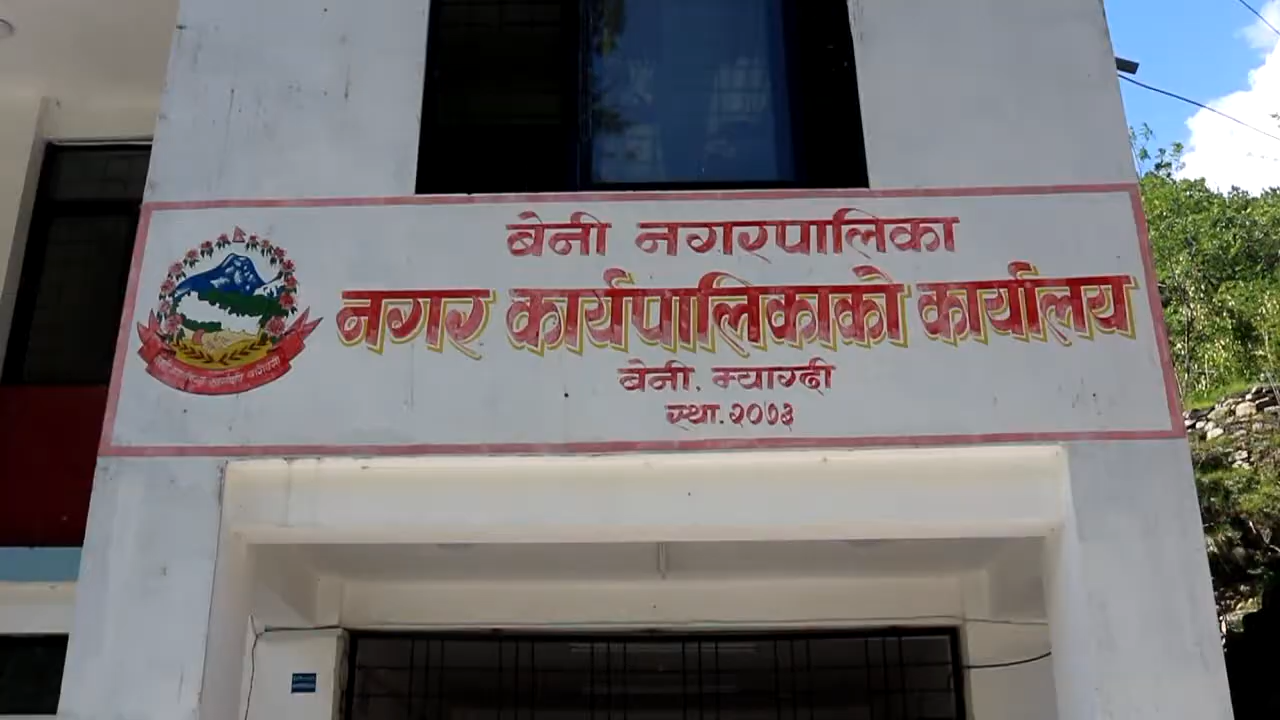 बेनी नगरपालिका
नगर कार्यपालिकाको कार्यालय
बेनी, म्याग्दी
स्था.२०७३